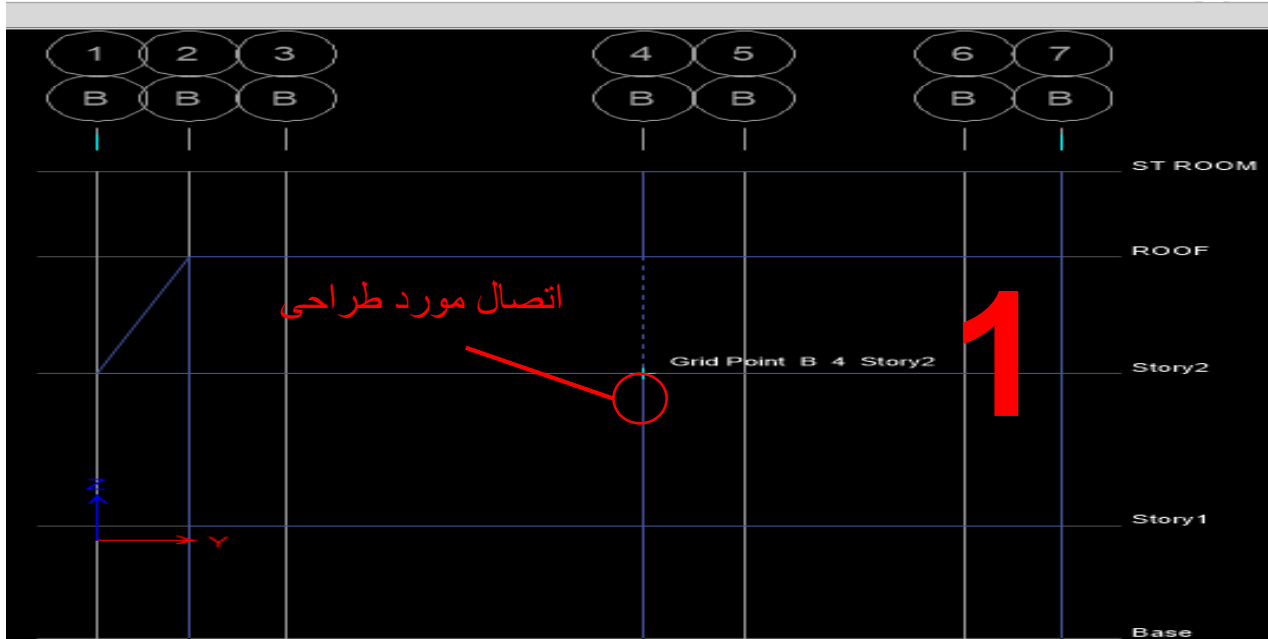 1 2 3 4 5 6 7
B B B B B B B
ST ROOM
ROOF
اتصال مورد طراحی
1
Grid Point B 4 Story2
Story2
Z
Story1
Y
Base